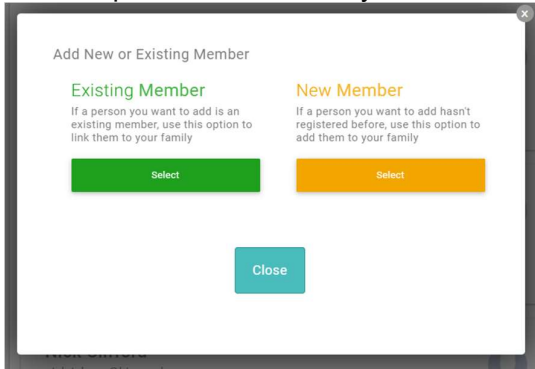 Add New or Existing Member
Existing Member
If a person you want to add is an
existing member, use this option to
link them to your family
Select
New Member
If a person you want to add hasn't
registered before, use this option to
add them to your family
Select
Close